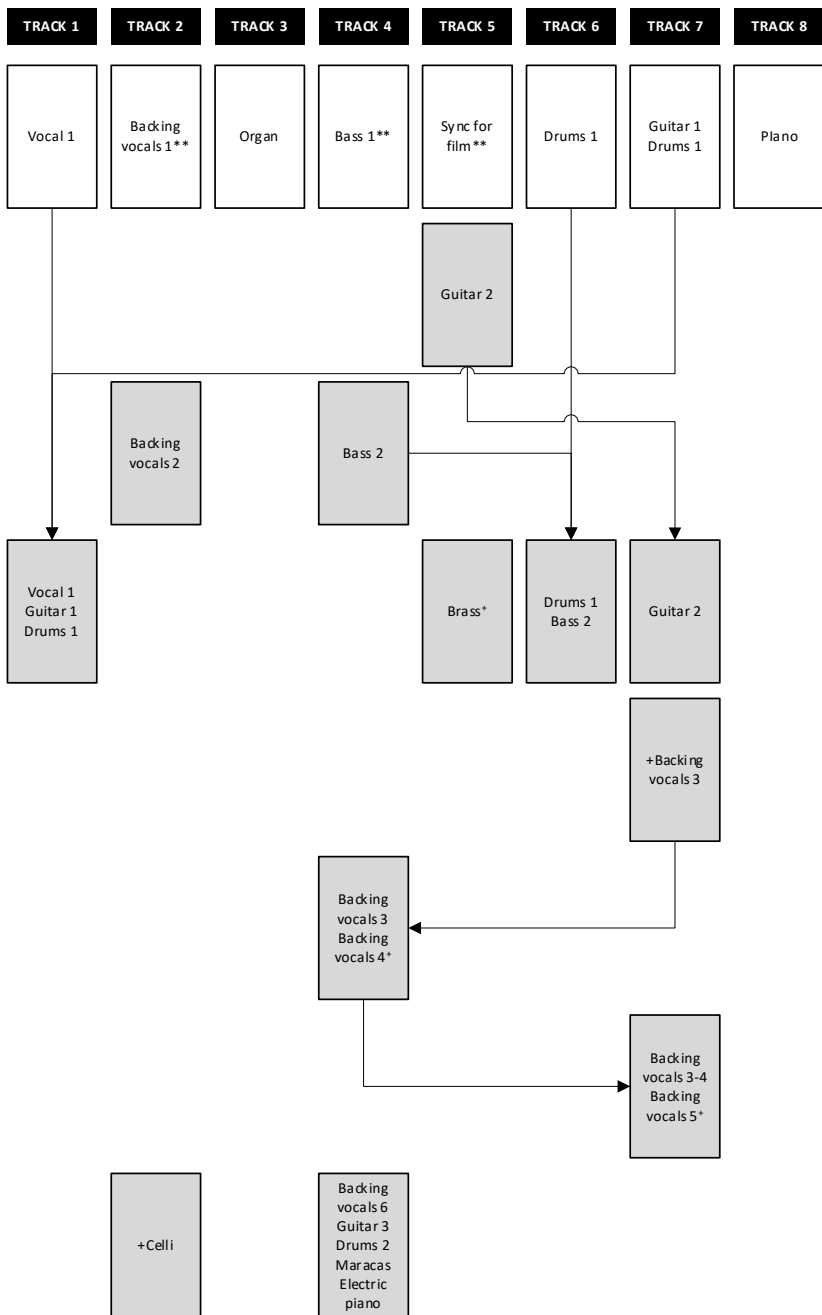 TRACK 1
TRACK 2
TRACK 3
TRACK 4
TRACK 5
TRACK 6
TRACK 7
TRACK 8
Vocal 1
Backing
vocals 1**
Organ
Bass 1**
Sync for
film**
Drums 1
Guitar 1
Drums 1
Piano
Guitar 2
Backing
vocals 2
Bass 2
Vocal 1
Guitar 1
Drums 1
Brass+
Drums 1
Bass 2
Guitar 2
+Backing
vocals 3
Backing
vocals 3
Backing
vocals 4+
Backing
vocals 3-4
Backing
vocals 5+
+Celli
Backing
vocals 6
Guitar 3
Drums 2
Maracas
Electric
piano